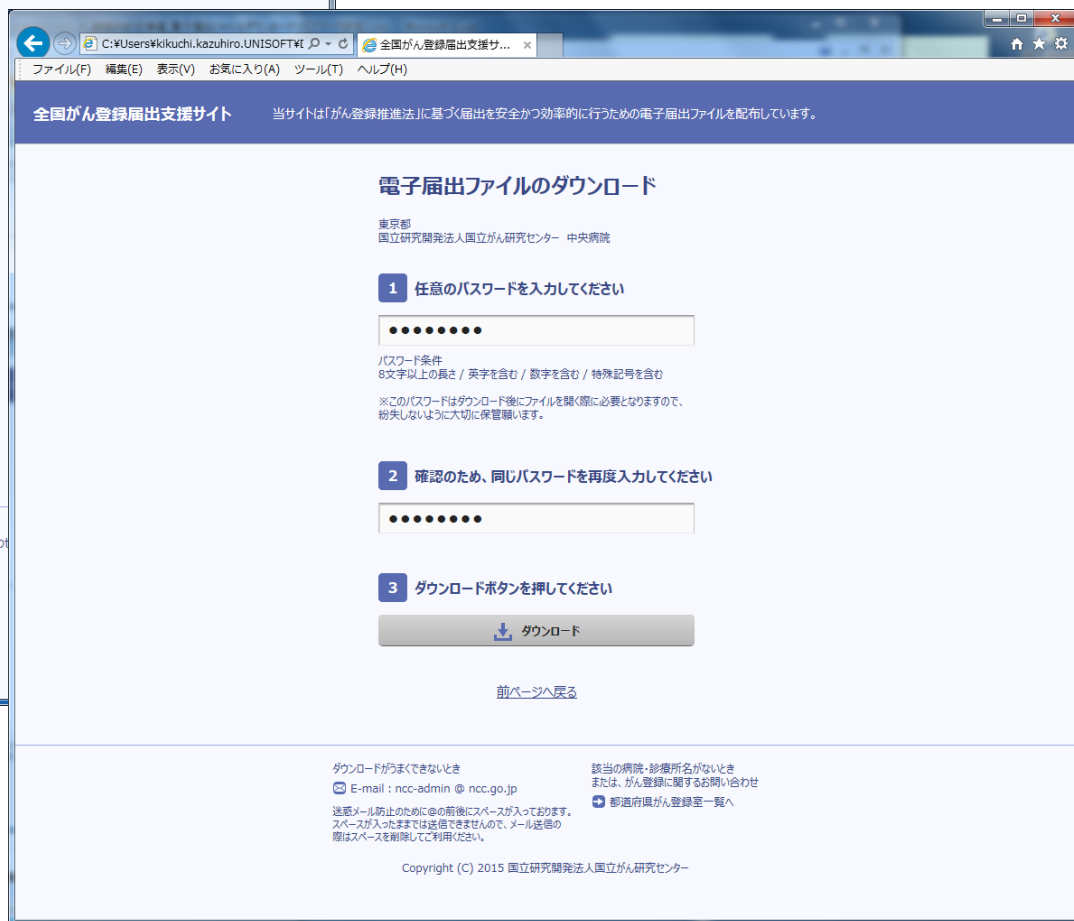 C:¥Users¥kikuchi.kazuhiro.UNISOFT¥
全国がん登録届出支援サ...
ファイル(F) 編集(E) 表示(V) お気に入り(A) ツール(T) ヘルプ(H)
全国がん登録届出支援サイト 当サイトは「がん登録推進法」に基づく届出を安全かつ効率的に行うための電子届出ファイルを配布しています。
電子届出ファイルのダウンロード
東京都
国立研究開発法人国立がん研究センター 中央病院
1 任意のパスワードを入力してください
●●●●●●●●
パスワード条件
8文字以上の長さ / 英字を含む / 数字を含む / 特殊記号を含む
※このパスワードはダウンロード後にファイルを開く際に必要となりますので、
紛失しないように大切に保管願います。
2 確認のため、同じパスワードを再度入力してください
●●●●●●●●
3 ダウンロードボタンを押してください
ダウンロード
前ページへ戻る
ダウンロードがうまくできないとき
E-mail : ncc-admin @ ncc.go.jp
迷惑メール防止のために@の前後にスペースが入っております。
スペースが入ったままでは送信できませんので、メール送信の
際はスペースを削除してご利用ください。
該当の病院・診療所名がないとき
または、がん登録に関するお問い合わせ
都道府県がん登録室一覧へ
Copyright (C) 2015 国立研究開発法人国立がん研究センター